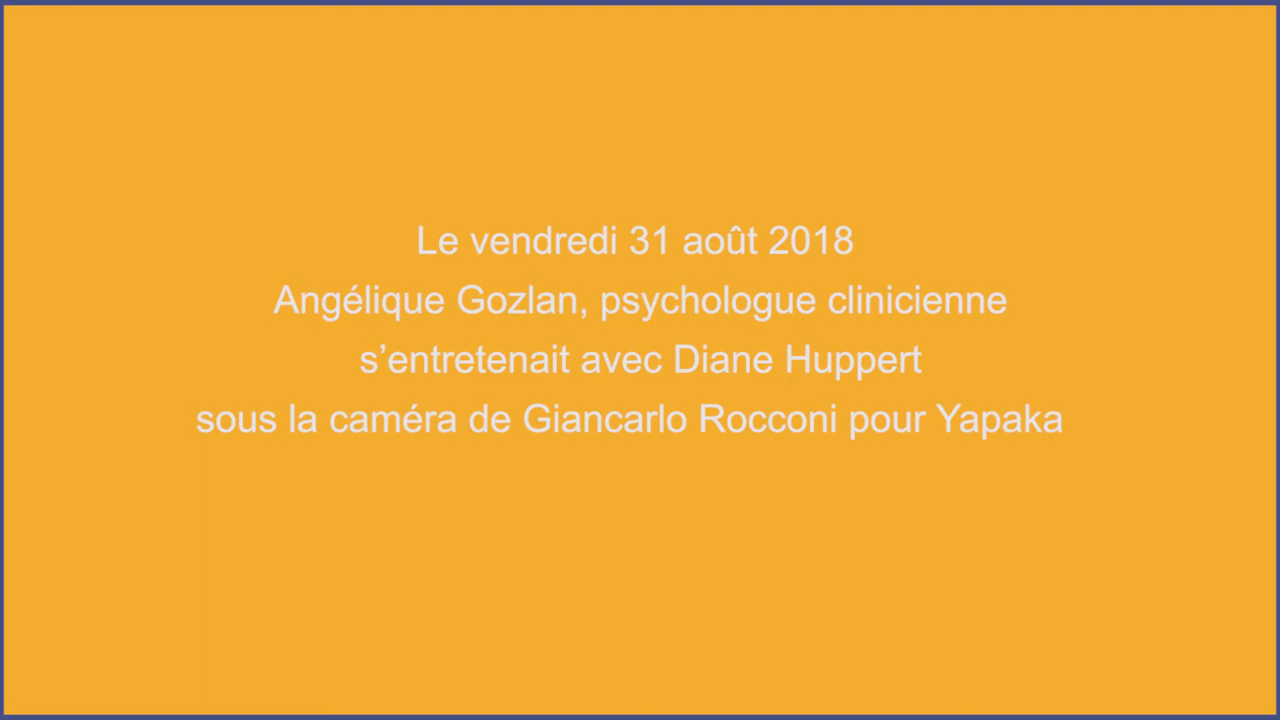 Le vendredi 31 août 2018
Angélique Gozlan, psychologue clinicienne
s’entretenait avec Diane Huppert
sous la caméra de Giancarlo Rocconi pour Yapaka